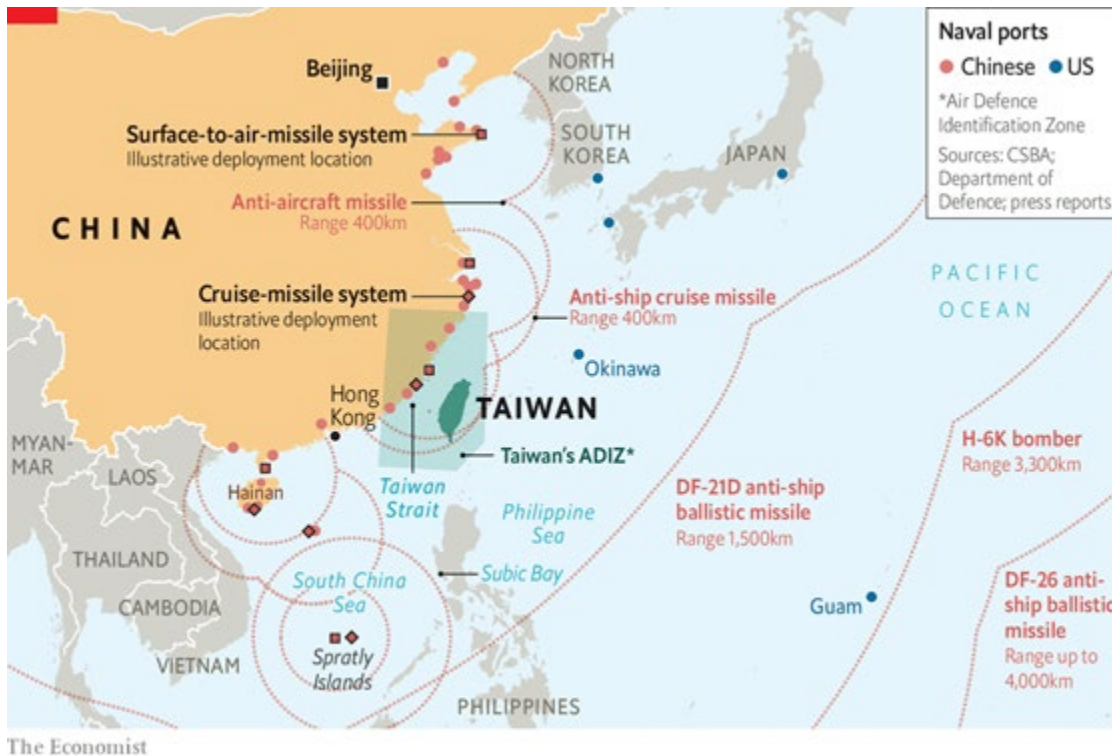 Beijing
NORTH
KOREA
Naval ports
Chinese US
*Air Defence
Identification Zone
Sources: CSBA;
Department of
Defence; press reports
Surface-to-air-missile system
Illustrative deployment location
SOUTH
KOREA
JAPAN
Anti-aircraft missile
Range 400km
CHINA
PACIFIC
OCEAN
Cruise-missile system
Illustrative deployment
location
Anti-ship cruise missile
Range 400km
Okinawa
Hong
Kong
TAIWAN
Taiwan's ADIZ*
MYAN-
MAR
LAOS
Hainan
Taiwan
Strait
Philippine
Sea
DF-21D anti-ship
ballistic missile
Range 1,500km
H-6K bomber
Range 3,300km
THAILAND
South China
Sea
Subic Bay
CAMBODIA
Guam
DF-26 anti-
ship ballistic
missile
Range up to
4,000km
VIETNAM
Spratly
Islands
PHILIPPINES
The Economist